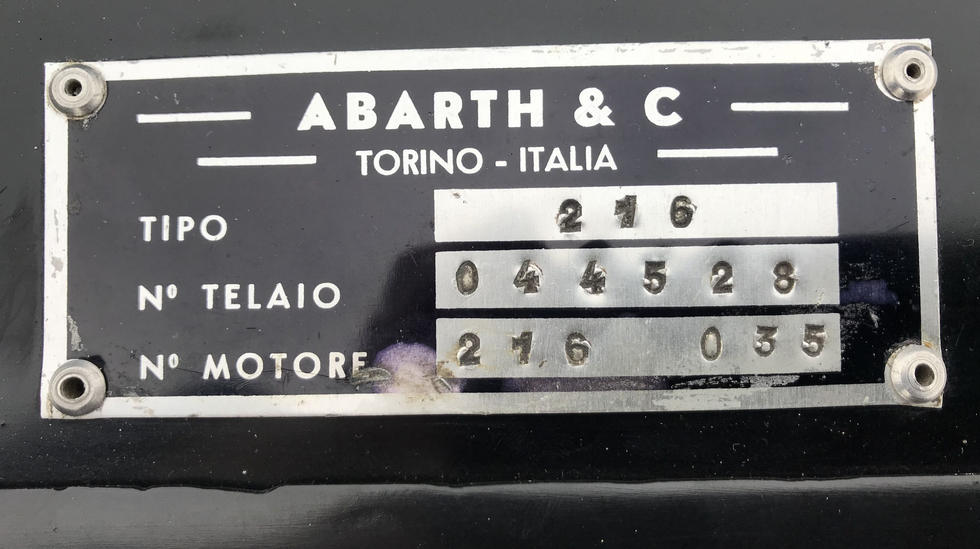 ABARTH & C
TORINO - ITALIA
TIPO 216
Nº TELAIO 044528
Nº MOTORE 216 035